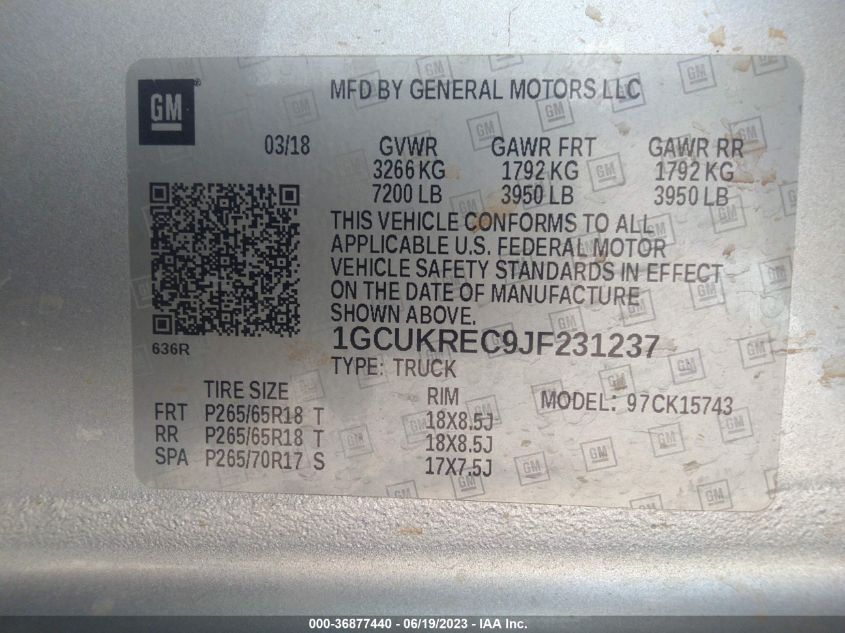 GM
MFD BY GENERAL MOTORS LLC
03/18 GVWR GAWR FRT GAWR RR
3266 KG 1792 KG 1792 KG
7200 LB 3950 LB 3950 LB
THIS VEHICLE CONFORMS TO ALL
APPLICABLE U.S. FEDERAL MOTOR
VEHICLE SAFETY STANDARDS IN EFFECT
ON THE DATE OF MANUFACTURE
SHOWN ABOVE.
636R
1GCUKREC9JF231237
TYPE: TRUCK
TIRE SIZE RIM MODEL: 97CK15743
FRT P265/65R18 T 18X8.5J
RR P265/65R18 T 18X8.5J
SPA P265/70R17 S 17X7.5J
000-36877440 - 06/19/2023 - IAA Inc.